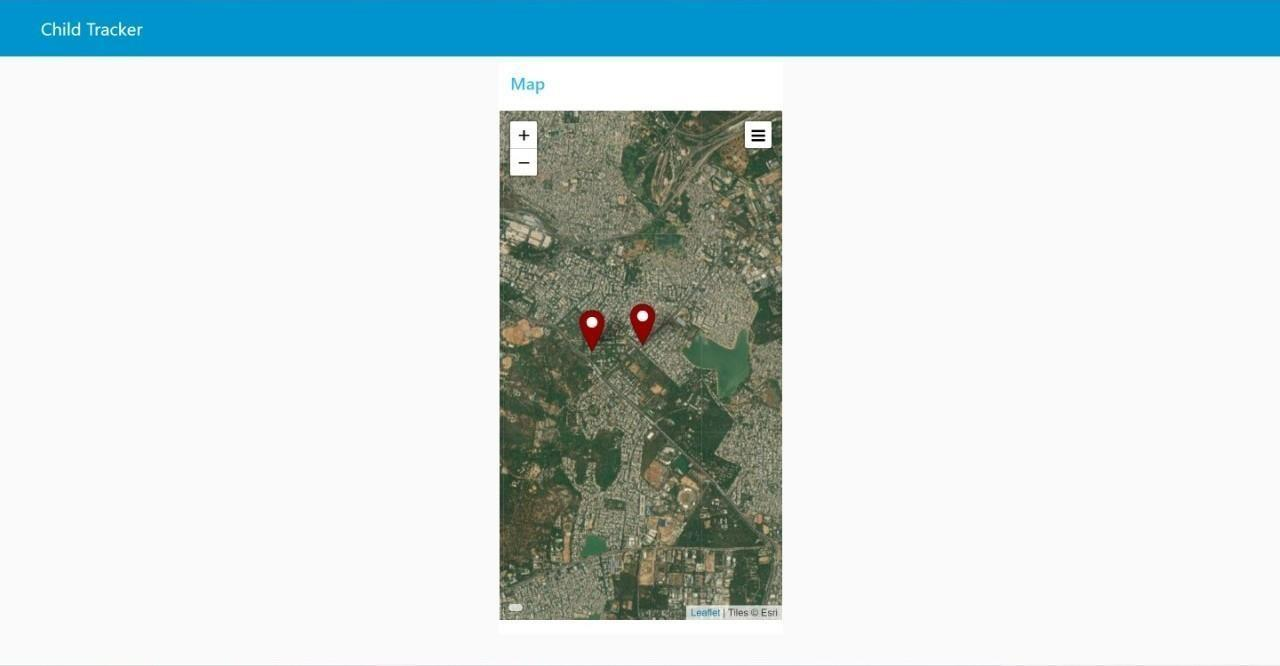 Child Tracker
Map
+
−
Leaflet | Tiles © Esri